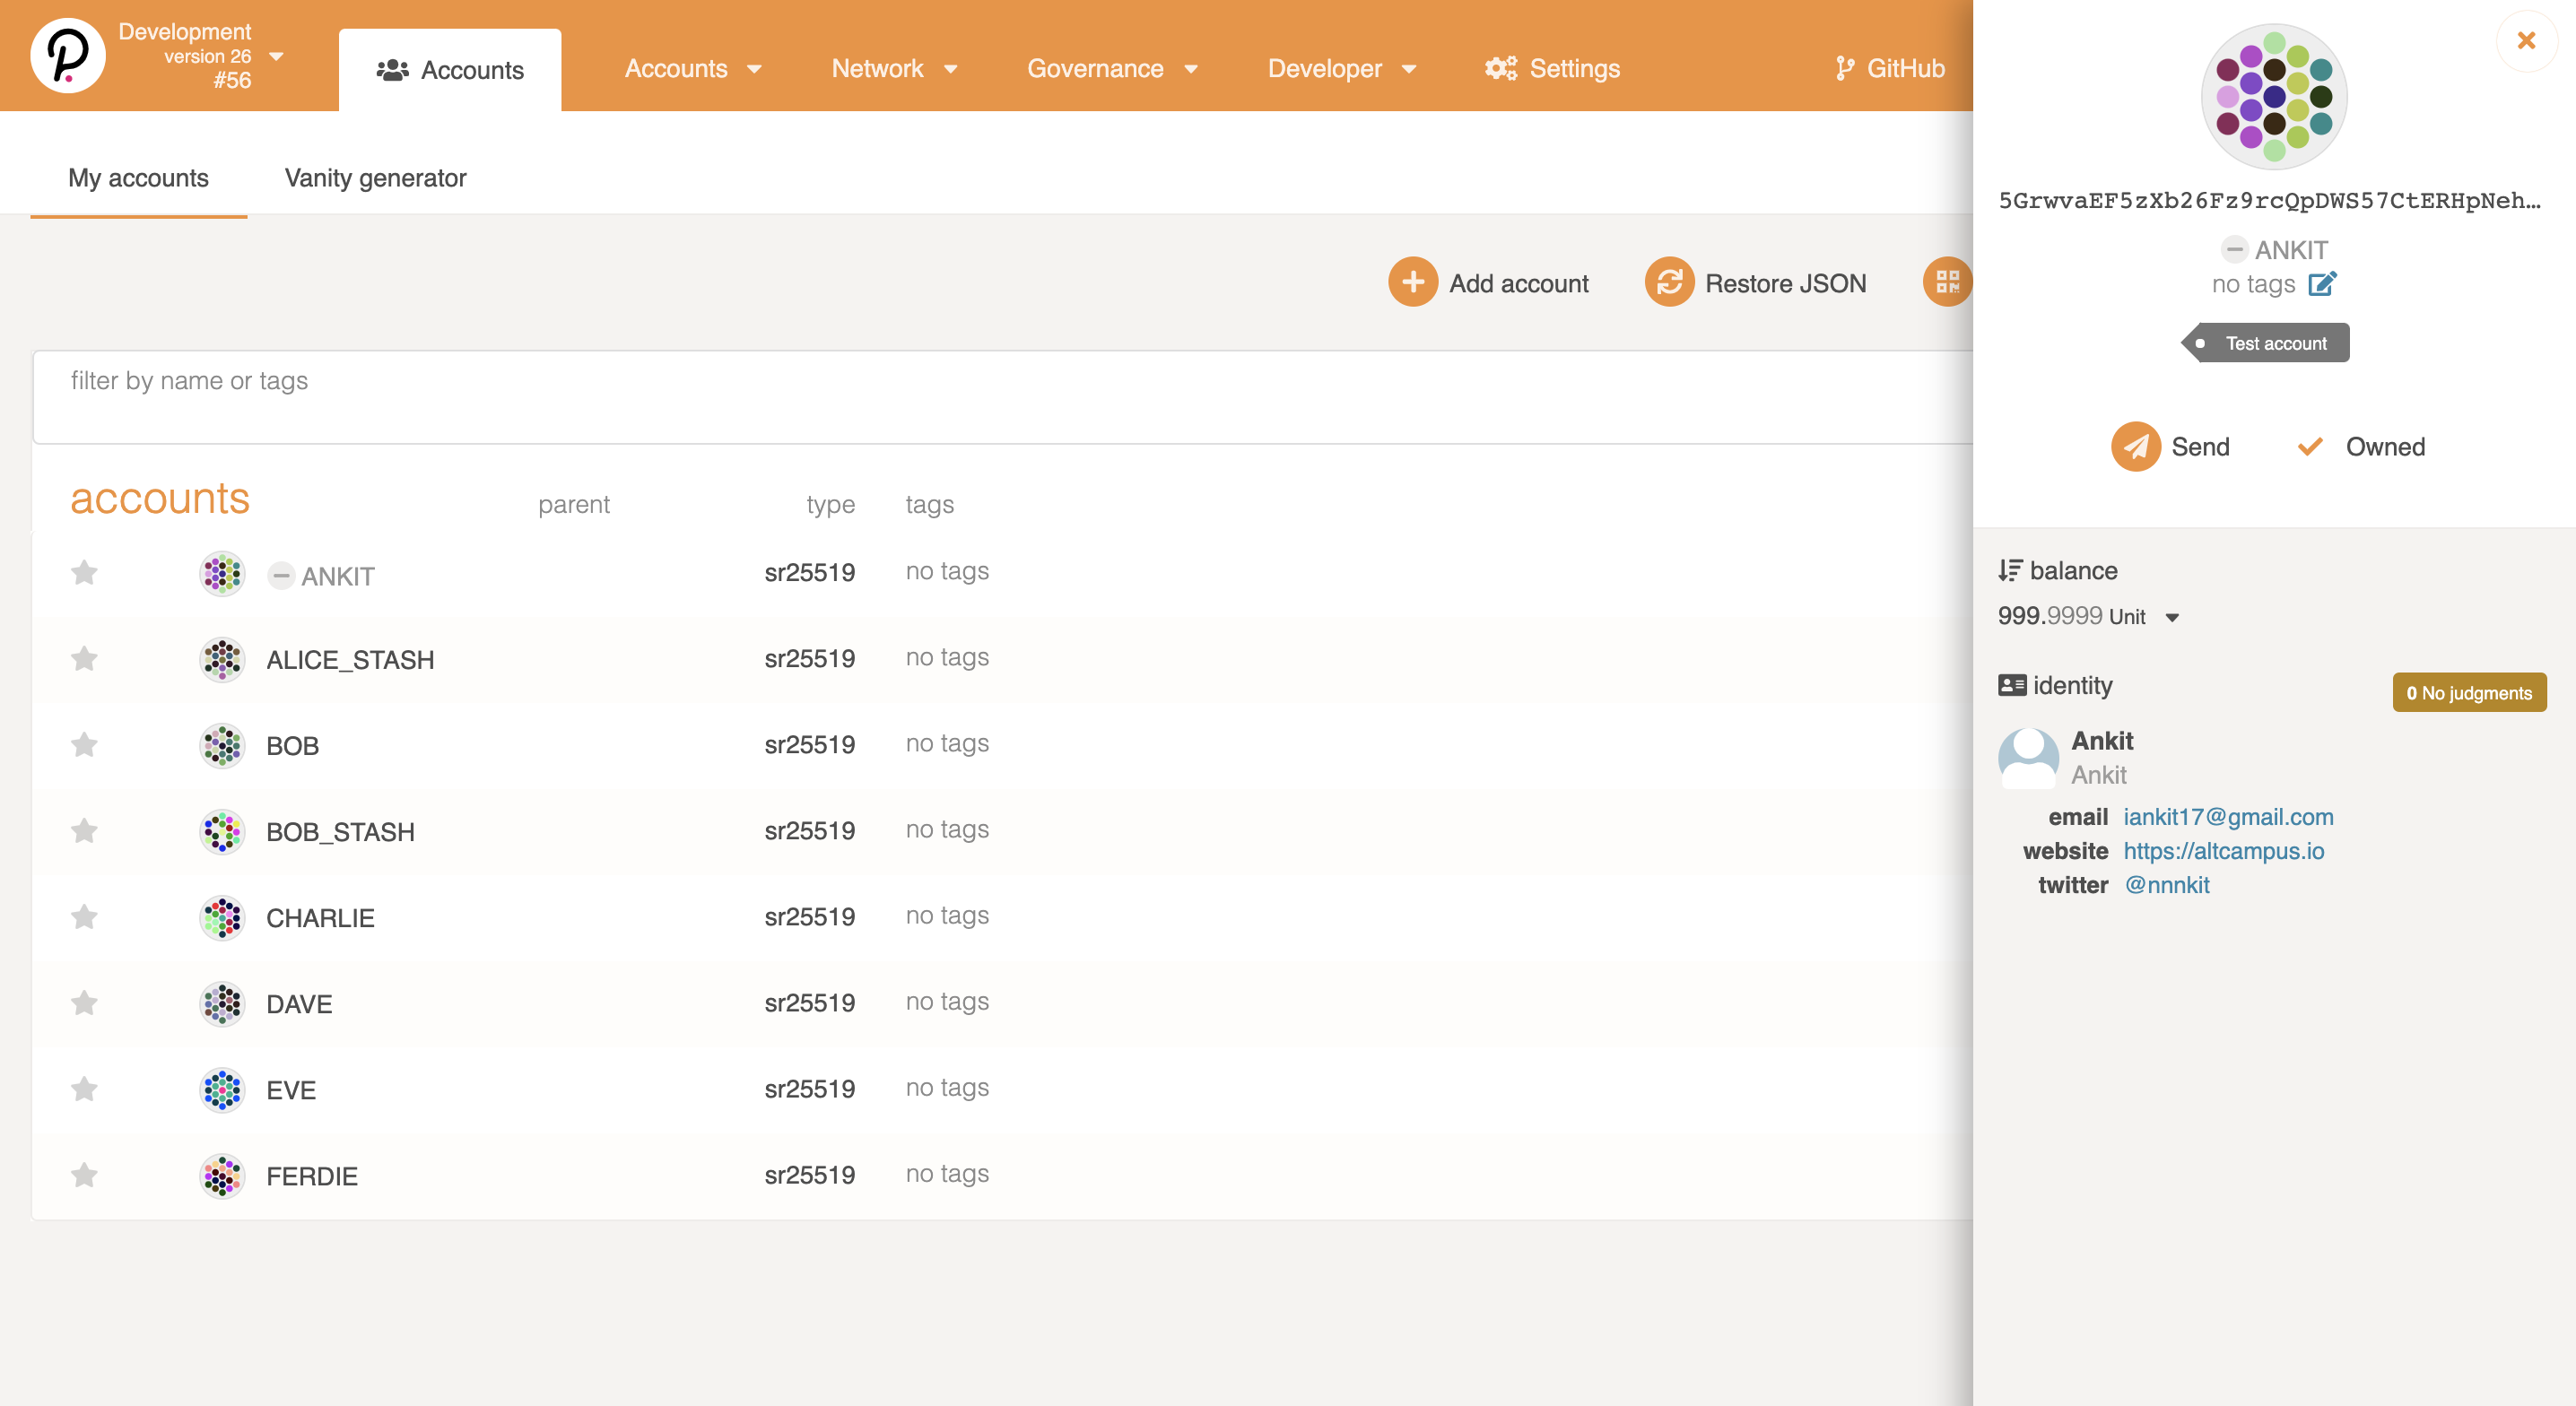 Development
version 26
#56
Accounts
Accounts
Network
Governance
Developer
Settings
GitHub
My accounts
Vanity generator
Add account
Restore JSON
filter by name or tags
accounts parent type tags
ANKIT sr25519 no tags
ALICE_STASH sr25519 no tags
BOB sr25519 no tags
BOB_STASH sr25519 no tags
CHARLIE sr25519 no tags
DAVE sr25519 no tags
EVE sr25519 no tags
FERDIE sr25519 no tags
5GrwvaEF5zXb26Fz9rcQpDWS57CtERHpNeh…
ANKIT
no tags
Test account
Send
Owned
balance
999.9999 Unit
identity
0 No judgments
Ankit
Ankit
email iankit17@gmail.com
website https://altcampus.io
twitter @nnnkit